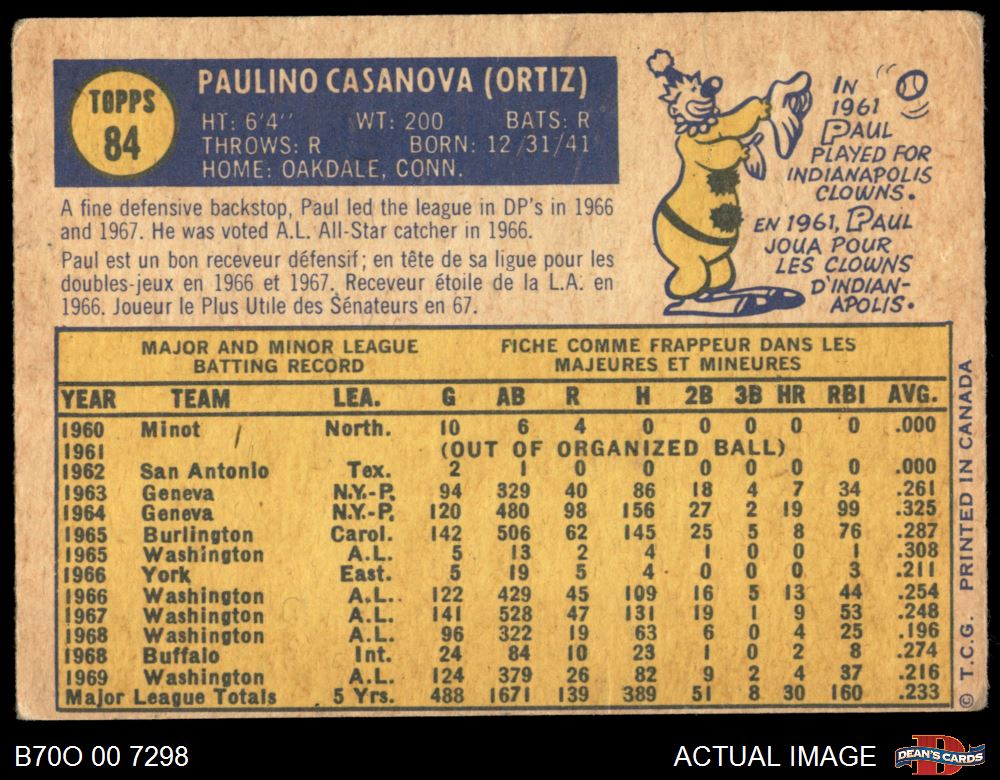 TOPPS
84
PAULINO CASANOVA (ORTIZ)
HT: 6'4'' WT: 200 BATS: R
THROWS: R BORN: 12/31/41
HOME: OAKDALE, CONN.
A fine defensive backstop, Paul led the league in DP's in 1966
and 1967. He was voted A.L. All-Star catcher in 1966.
Paul est un bon receveur défensif; en tête de sa ligue pour les
doubles-jeux en 1966 et 1967. Receveur étoile de la L.A. en
1966. Joueur le Plus Utile des Sénateurs en 67.
IN
1961
PAUL
PLAYED FOR
INDIANAPOLIS
CLOWNS.
EN 1961, PAUL
JOUA POUR
LES CLOWNS
D'INDIAN-
APOLIS.
MAJOR AND MINOR LEAGUE
BATTING RECORD
FICHE COMME FRAPPEUR DANS LES
MAJEURES ET MINEURES
YEAR TEAM LEA. G AB R H 2B 3B HR RBI AVG.
1960 Minot North. 10 6 4 0 0 0 0 0 .000
1961 (OUT OF ORGANIZED BALL)
1962 San Antonio Tex. 2 1 0 0 0 0 0 0 .000
1963 Geneva N.Y.-P. 94 329 40 86 18 4 7 34 .261
1964 Geneva N.Y.-P. 120 480 98 156 27 2 19 99 .325
1965 Burlington Carol. 142 506 62 145 25 5 8 76 .287
1965 Washington A.L. 5 13 2 4 1 0 0 1 .308
1966 York East. 5 19 5 4 0 0 0 3 .211
1966 Washington A.L. 122 429 45 109 16 5 13 44 .254
1967 Washington A.L. 141 528 47 131 19 1 9 53 .248
1968 Washington A.L. 96 322 19 63 6 0 4 25 .196
1968 Buffalo Int. 24 84 10 23 1 0 2 8 .274
1969 Washington A.L. 124 379 26 82 9 2 4 37 .216
Major League Totals 5 Yrs. 488 1671 139 389 51 8 30 160 .233
© T.C.G. PRINTED IN CANADA
B70O 00 7298
ACTUAL IMAGE
DEAN'S CARDS